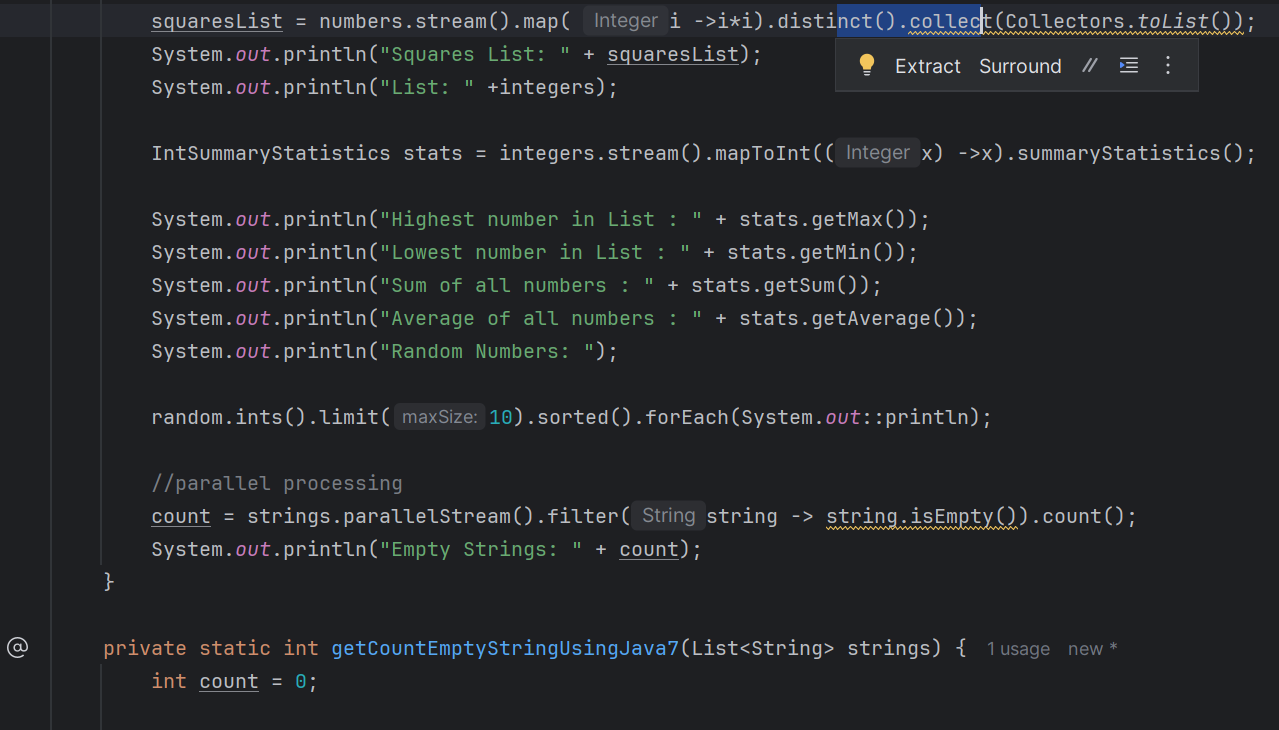 squaresList = numbers.stream().map( Integer i ->i*i).distinct().collect(Collectors.toList());
System.out.println("Squares List: " + squaresList);
Extract Surround //
System.out.println("List: " +integers);
IntSummaryStatistics stats = integers.stream().mapToInt(( Integer x) ->x).summaryStatistics();
System.out.println("Highest number in List : " + stats.getMax());
System.out.println("Lowest number in List : " + stats.getMin());
System.out.println("Sum of all numbers : " + stats.getSum());
System.out.println("Average of all numbers : " + stats.getAverage());
System.out.println("Random Numbers: ");
random.ints().limit( maxSize: 10).sorted().forEach(System.out::println);
//parallel processing
count = strings.parallelStream().filter( String string -> string.isEmpty()).count();
System.out.println("Empty Strings: " + count);
}
@ private static int getCountEmptyStringUsingJava7(List<String> strings) { 1 usage new *
int count = 0;